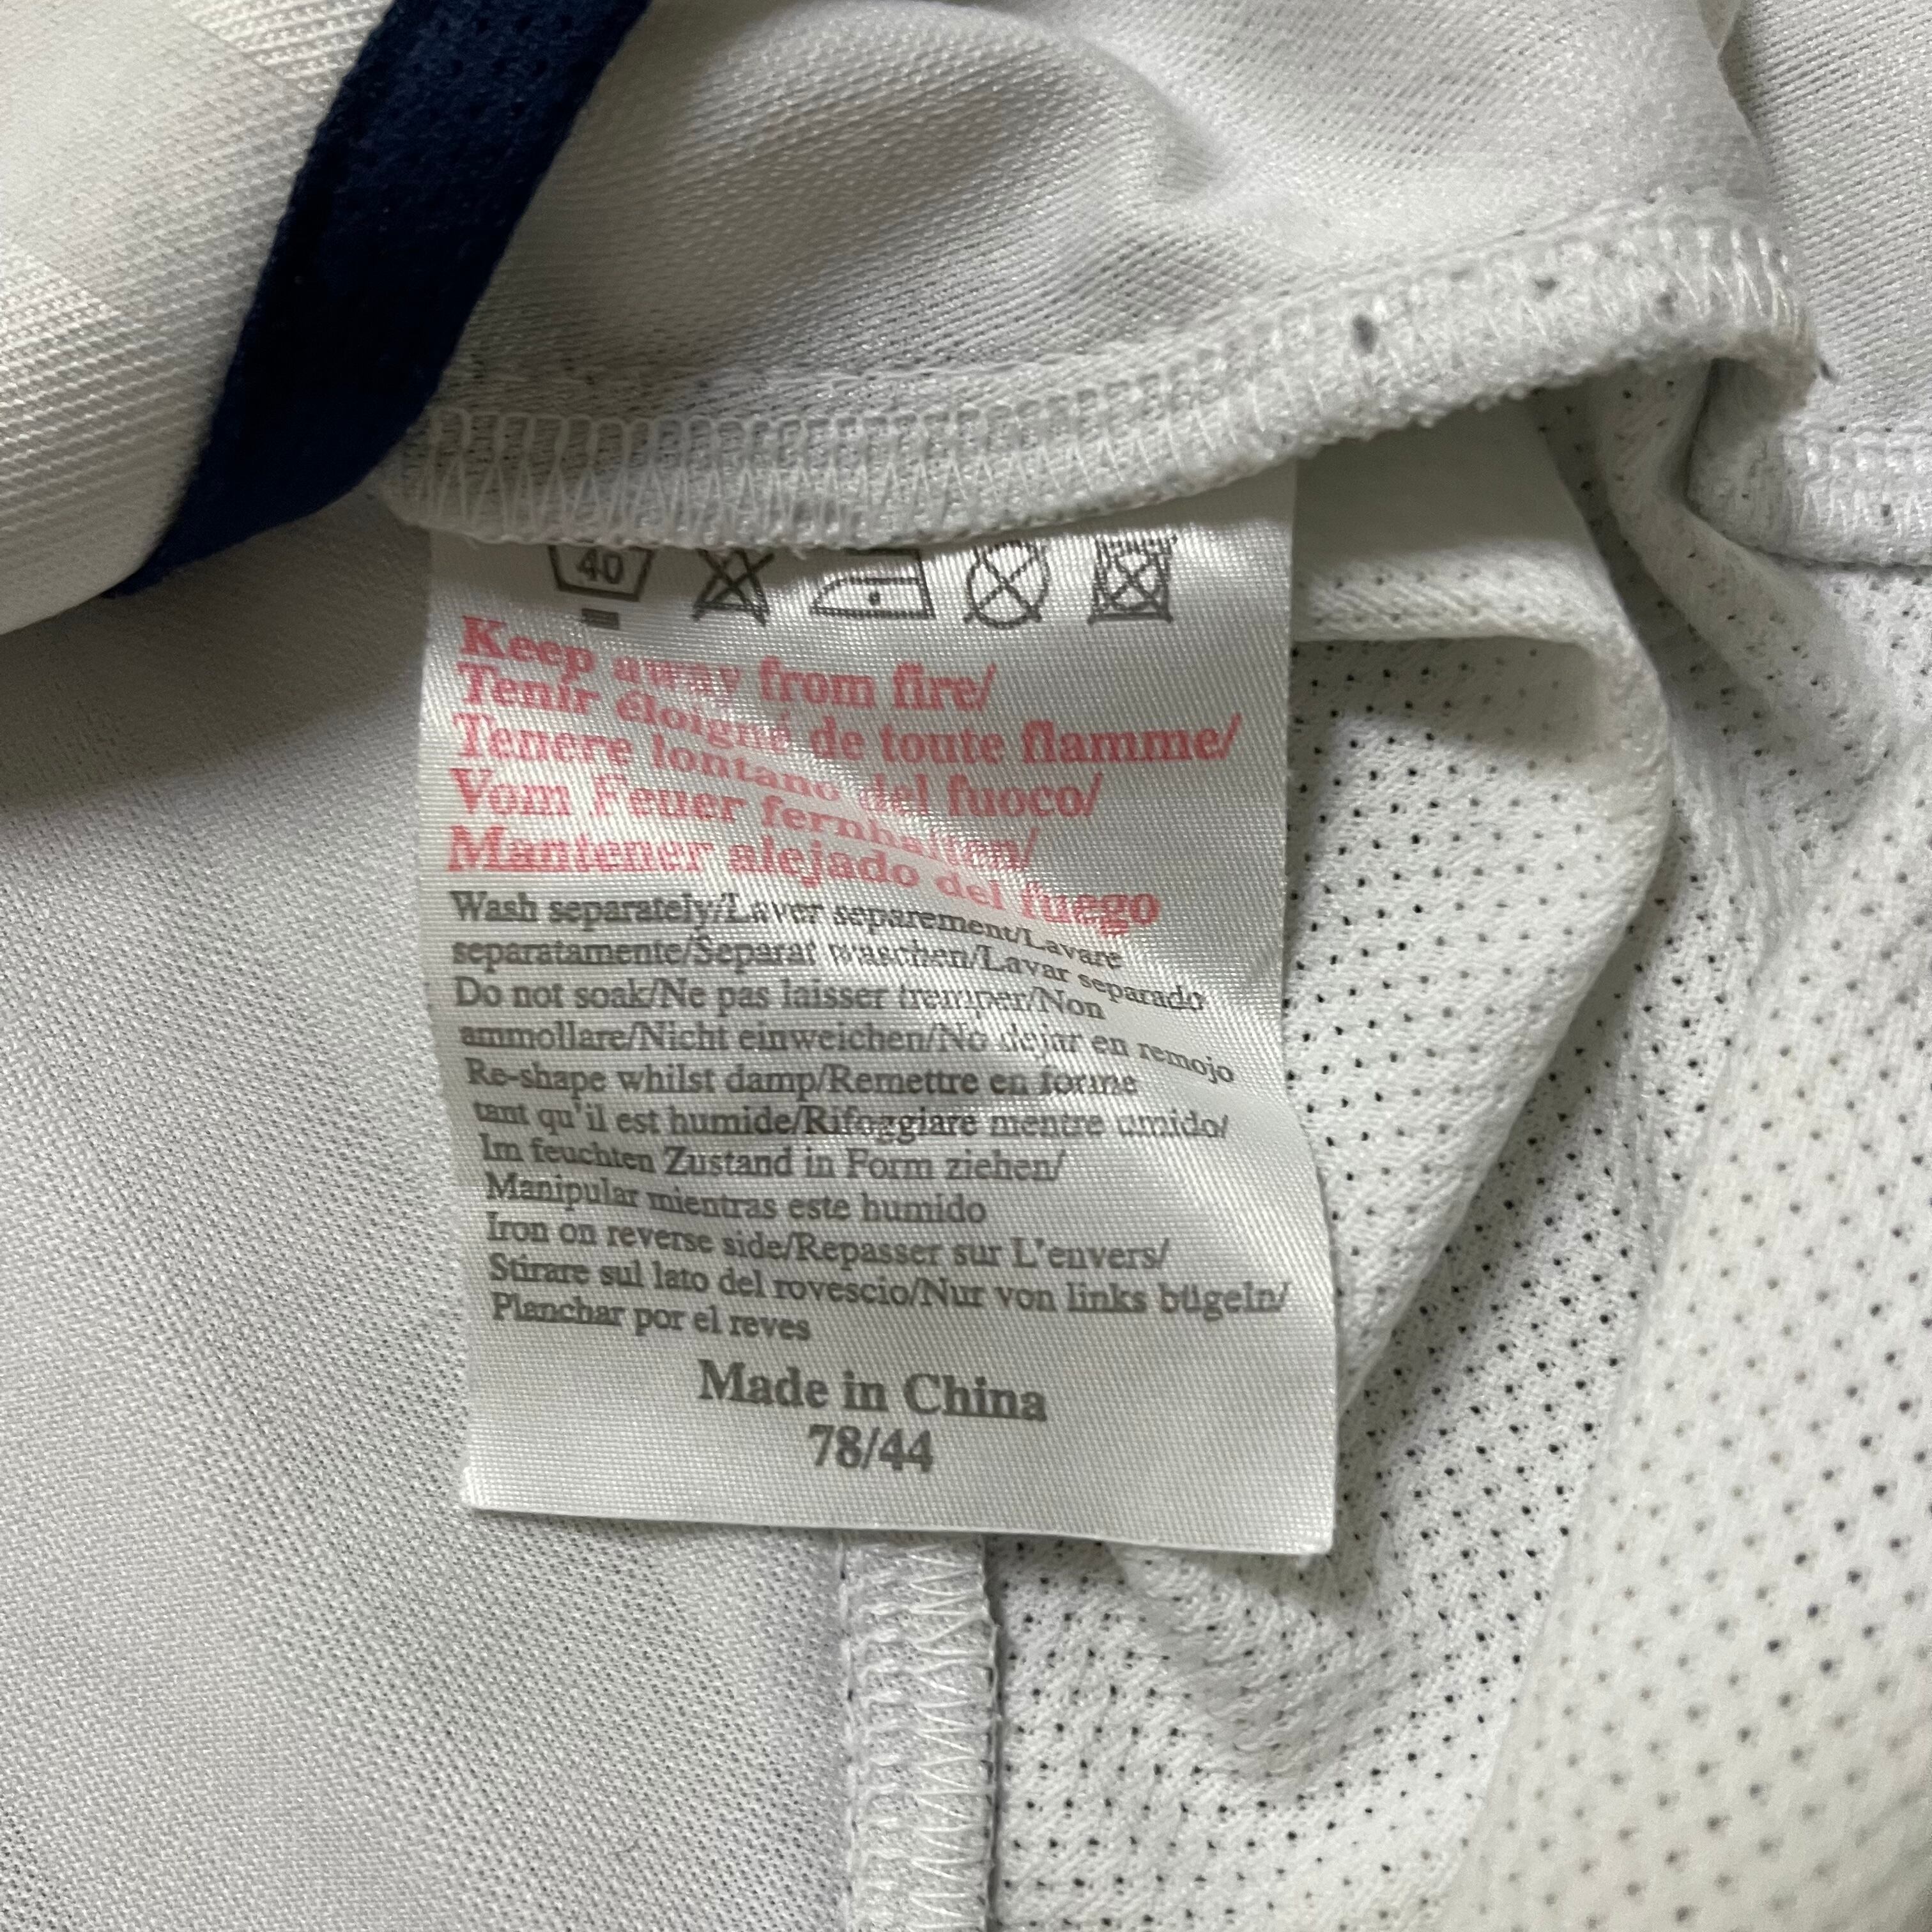 40
Keep away from fire/
Tenir éloigné de toute flamme/
Tenere lontano del fuoco/
Vom Feuer fernhalten/
Mantener alejado del fuego
Wash separately/Laver separement/Lavare
separatamente/Separat waschen/Lavar separado
Do not soak/Ne pas laisser tremper/Non
ammollare/Nicht einweichen/No dejar en remojo
Re-shape whilst damp/Remettre en forme
tant qu'il est humide/Rifoggiare mentre umido/
Im feuchten Zustand in Form ziehen/
Manipular mientras este humido
Iron on reverse side/Repasser sur L'envers/
Stirare sul lato del rovescio/Nur von links bügeln/
Planchar por el reves
Made in China
78/44